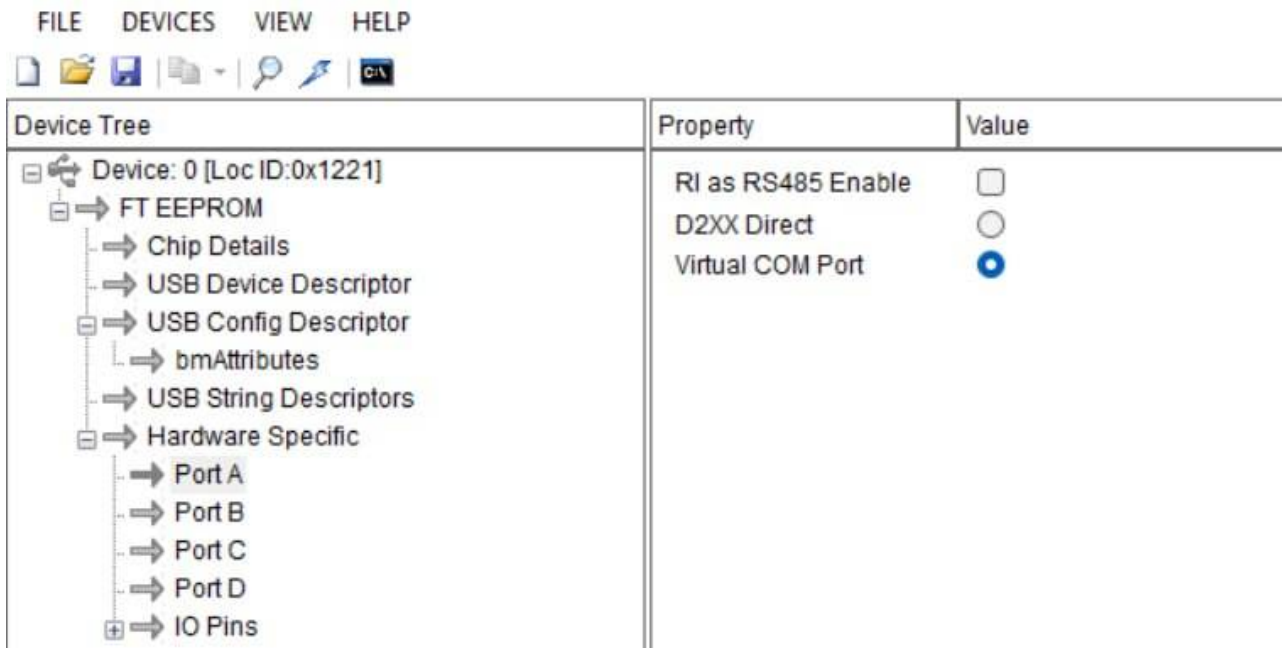 FILE DEVICES VIEW HELP
C:\
Device Tree
Property Value
Device: 0 [Loc ID:0x1221]
FT EEPROM
Chip Details
USB Device Descriptor
USB Config Descriptor
bmAttributes
USB String Descriptors
Hardware Specific
Port A
Port B
Port C
Port D
IO Pins
RI as RS485 Enable
D2XX Direct
Virtual COM Port